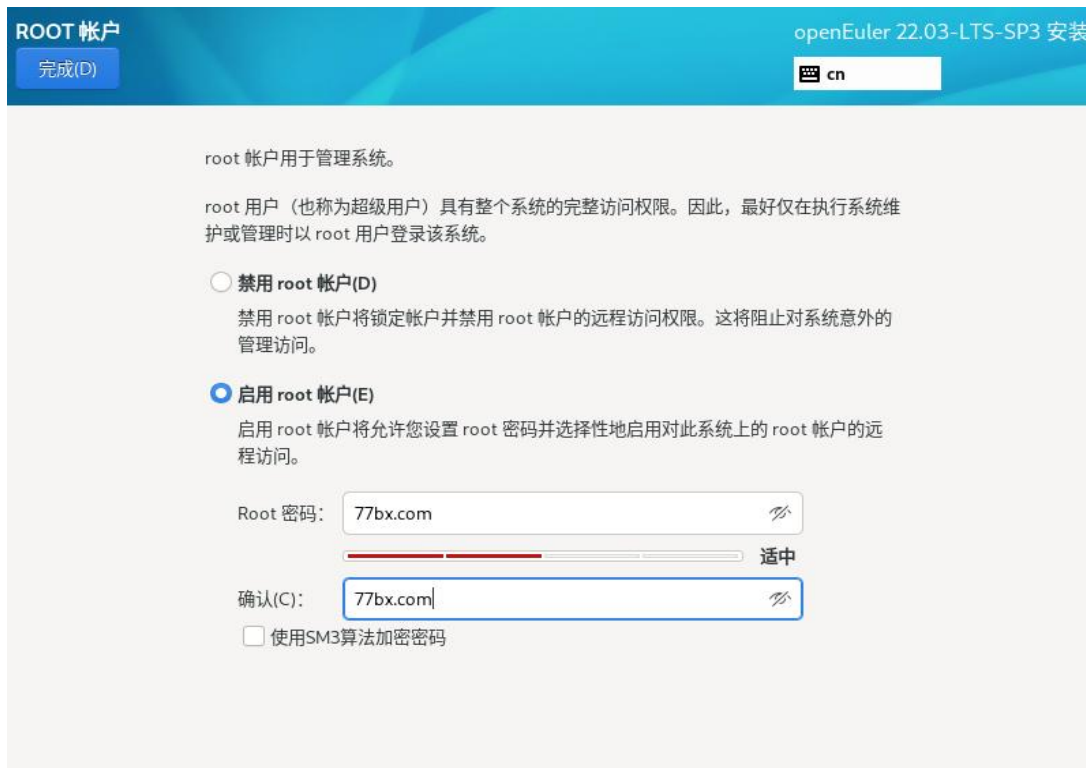 ROOT 帐户
完成(D)
openEuler 22.03-LTS-SP3 安装
cn
root 帐户用于管理系统。
root 用户（也称为超级用户）具有整个系统的完整访问权限。因此，最好仅在执行系统维
护或管理时以 root 用户登录该系统。
禁用 root 帐户(D)
禁用 root 帐户将锁定帐户并禁用 root 帐户的远程访问权限。这将阻止对系统意外的
管理访问。
启用 root 帐户(E)
启用 root 帐户将允许您设置 root 密码并选择性地启用对此系统上的 root 帐户的远
程访问。
Root 密码： 77bx.com
适中
确认(C)： 77bx.com
使用SM3算法加密密码